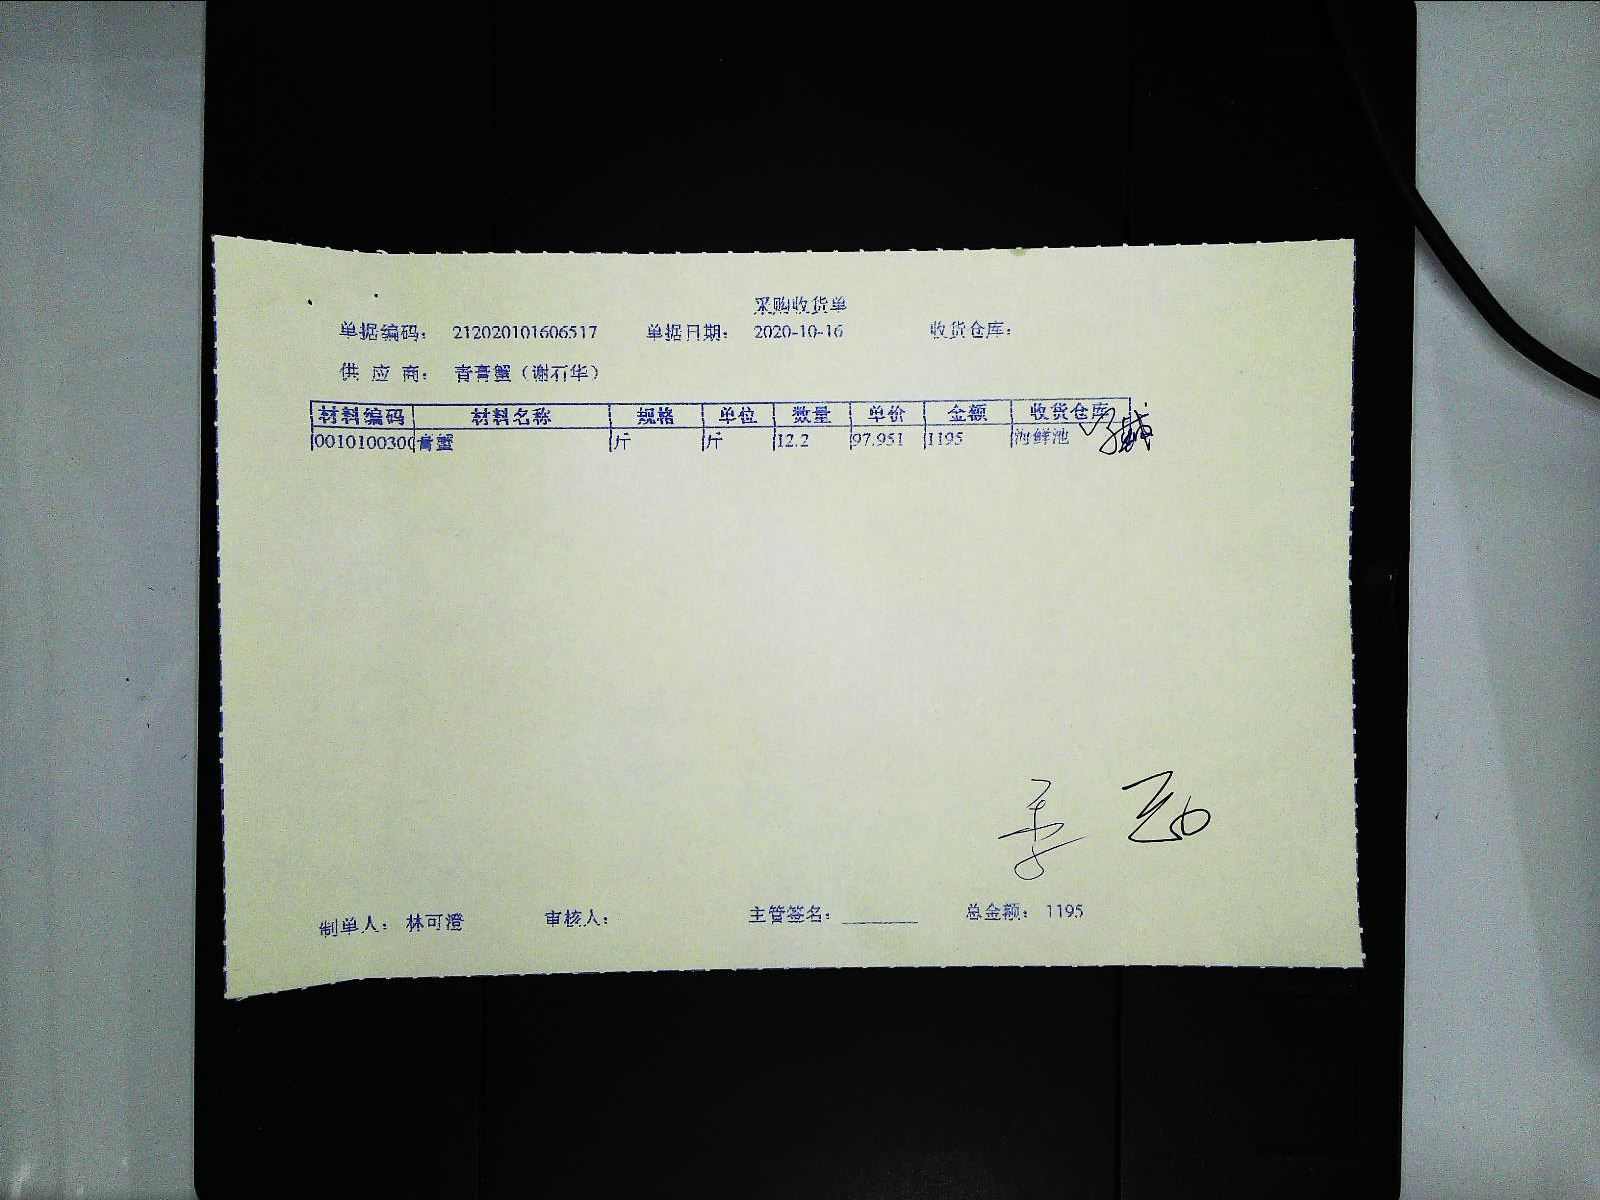 采购收货单
单据编码： 212020101606517 单据日期： 2020-10-16 收货仓库：
供 应 商： 青膏蟹（谢石华）
材料编码 材料名称 规格 单位 数量 单价 金额 收货仓库
0010100300 膏蟹 斤 斤 12.2 97.951 1195 海鲜池
制单人： 林可澄 审核人： 主管签名： 总金额： 1195